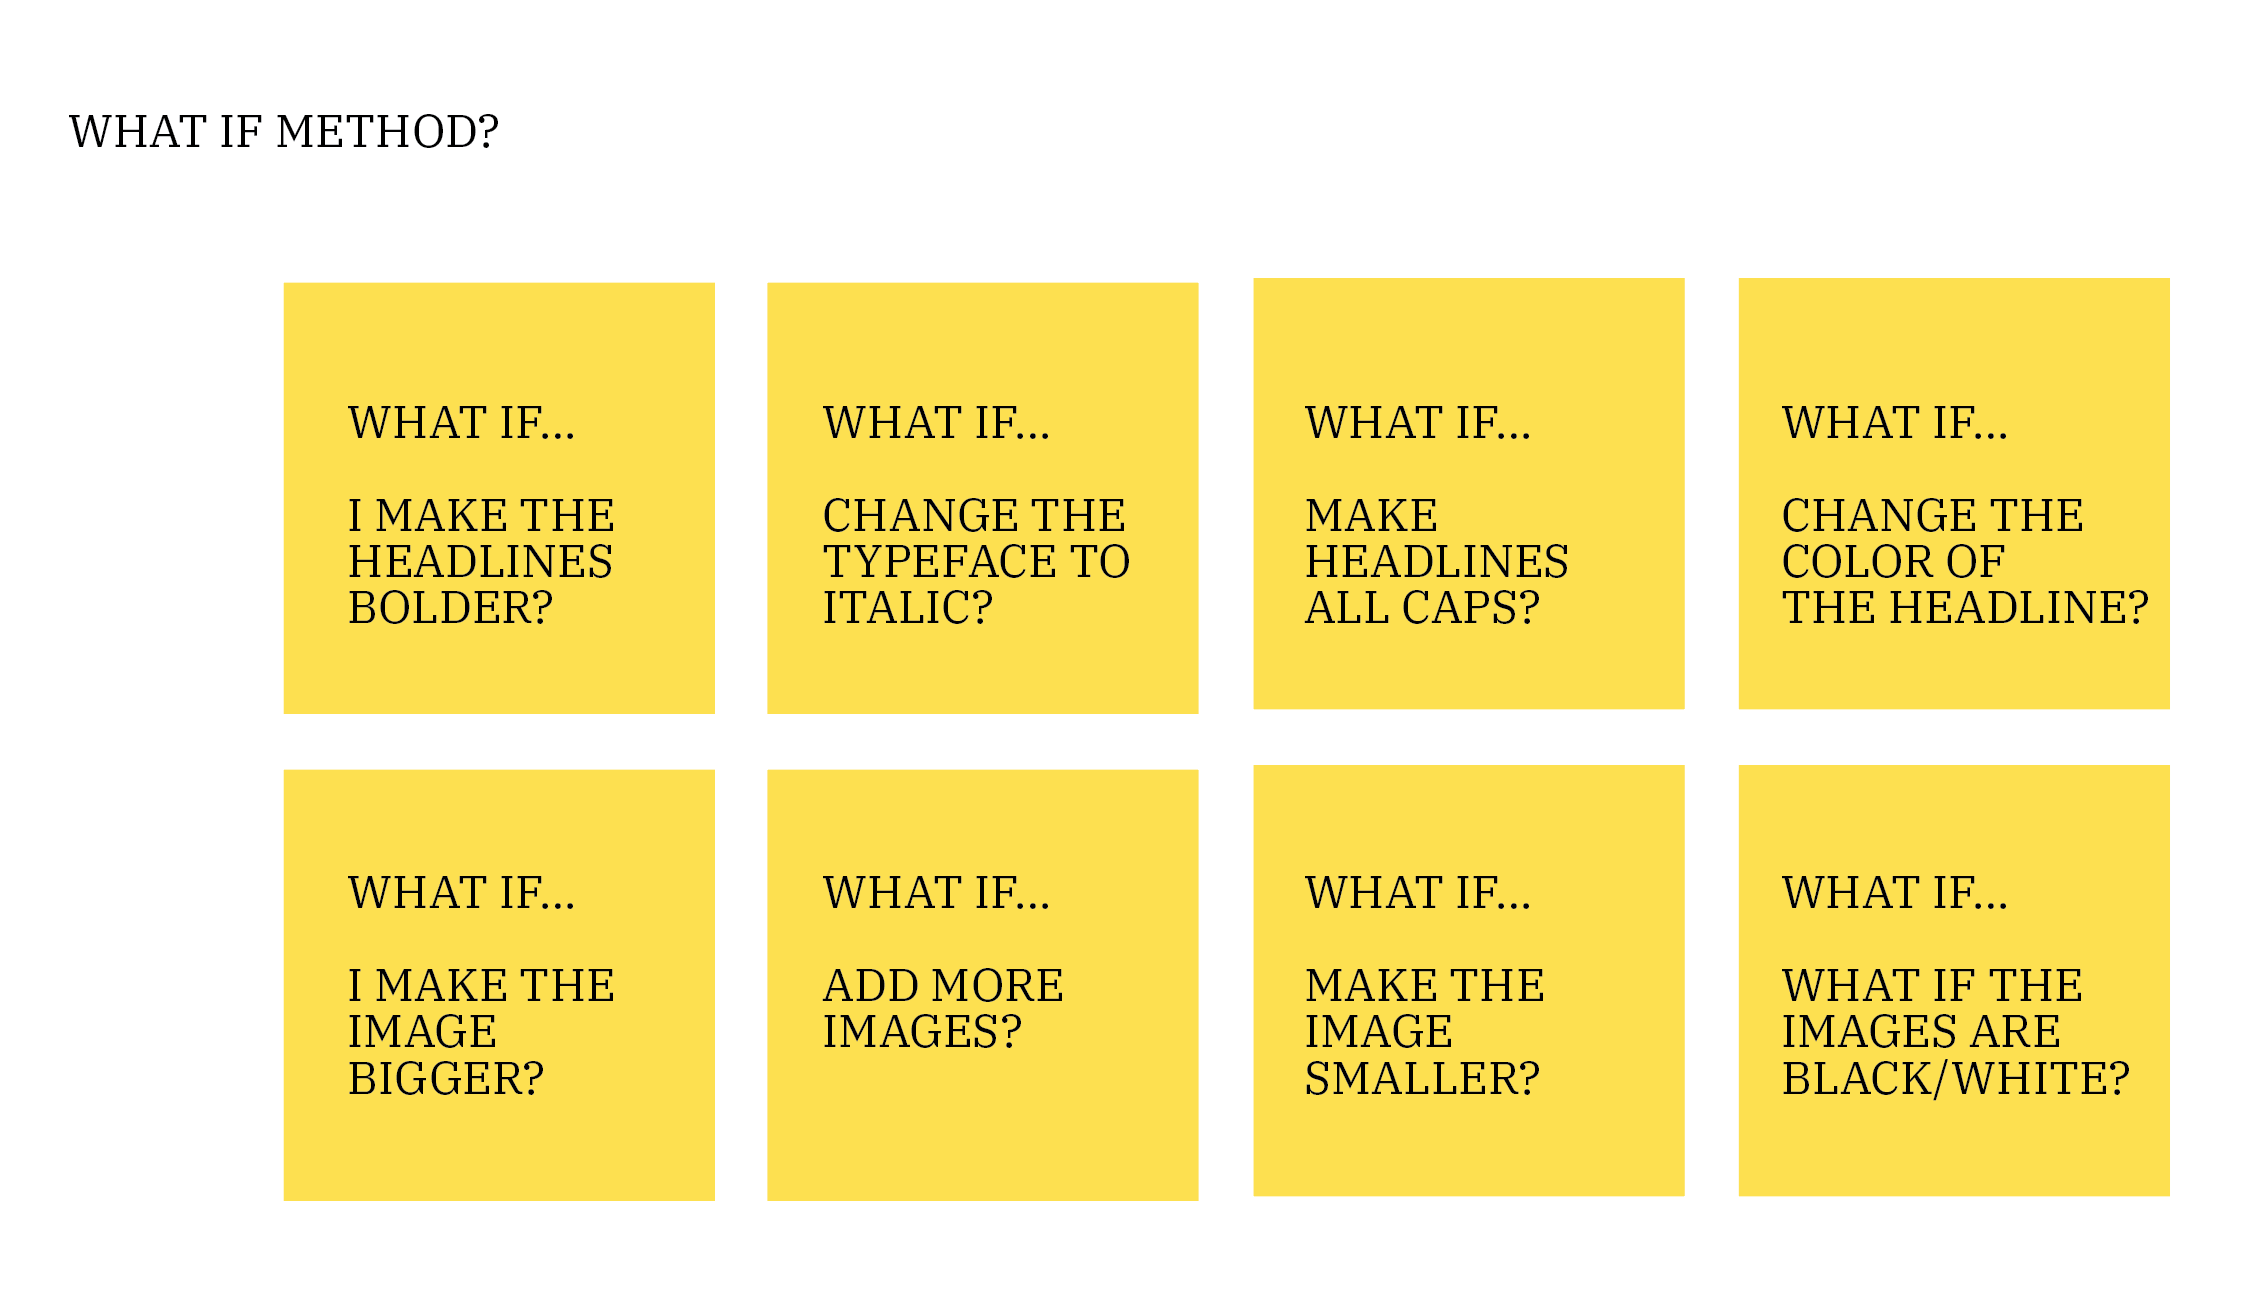 WHAT IF METHOD?
WHAT IF...
I MAKE THE
HEADLINES
BOLDER?
WHAT IF...
CHANGE THE
TYPEFACE TO
ITALIC?
WHAT IF...
MAKE
HEADLINES
ALL CAPS?
WHAT IF...
CHANGE THE
COLOR OF
THE HEADLINE?
WHAT IF...
I MAKE THE
IMAGE
BIGGER?
WHAT IF...
ADD MORE
IMAGES?
WHAT IF...
MAKE THE
IMAGE
SMALLER?
WHAT IF...
WHAT IF THE
IMAGES ARE
BLACK/WHITE?